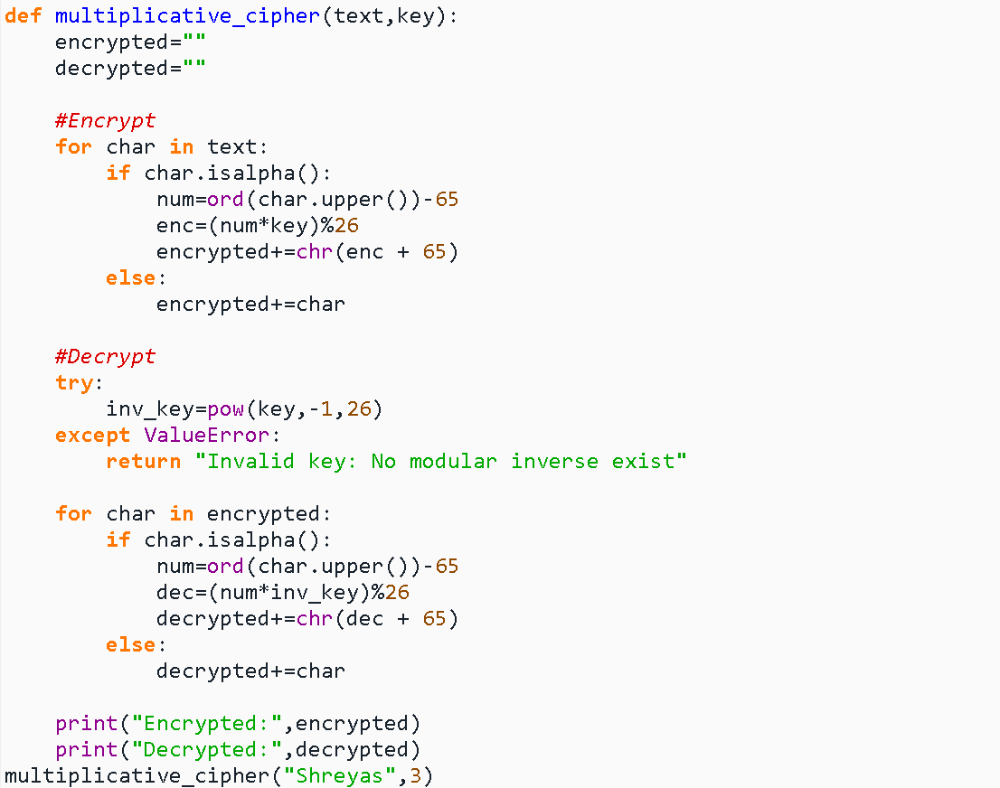 def multiplicative_cipher(text,key):
    encrypted=""
    decrypted=""

    #Encrypt
    for char in text:
        if char.isalpha():
            num=ord(char.upper())-65
            enc=(num*key)%26
            encrypted+=chr(enc + 65)
        else:
            encrypted+=char

    #Decrypt
    try:
        inv_key=pow(key,-1,26)
    except ValueError:
        return "Invalid key: No modular inverse exist"

    for char in encrypted:
        if char.isalpha():
            num=ord(char.upper())-65
            dec=(num*inv_key)%26
            decrypted+=chr(dec + 65)
        else:
            decrypted+=char

    print("Encrypted:",encrypted)
    print("Decrypted:",decrypted)
multiplicative_cipher("Shreyas",3)